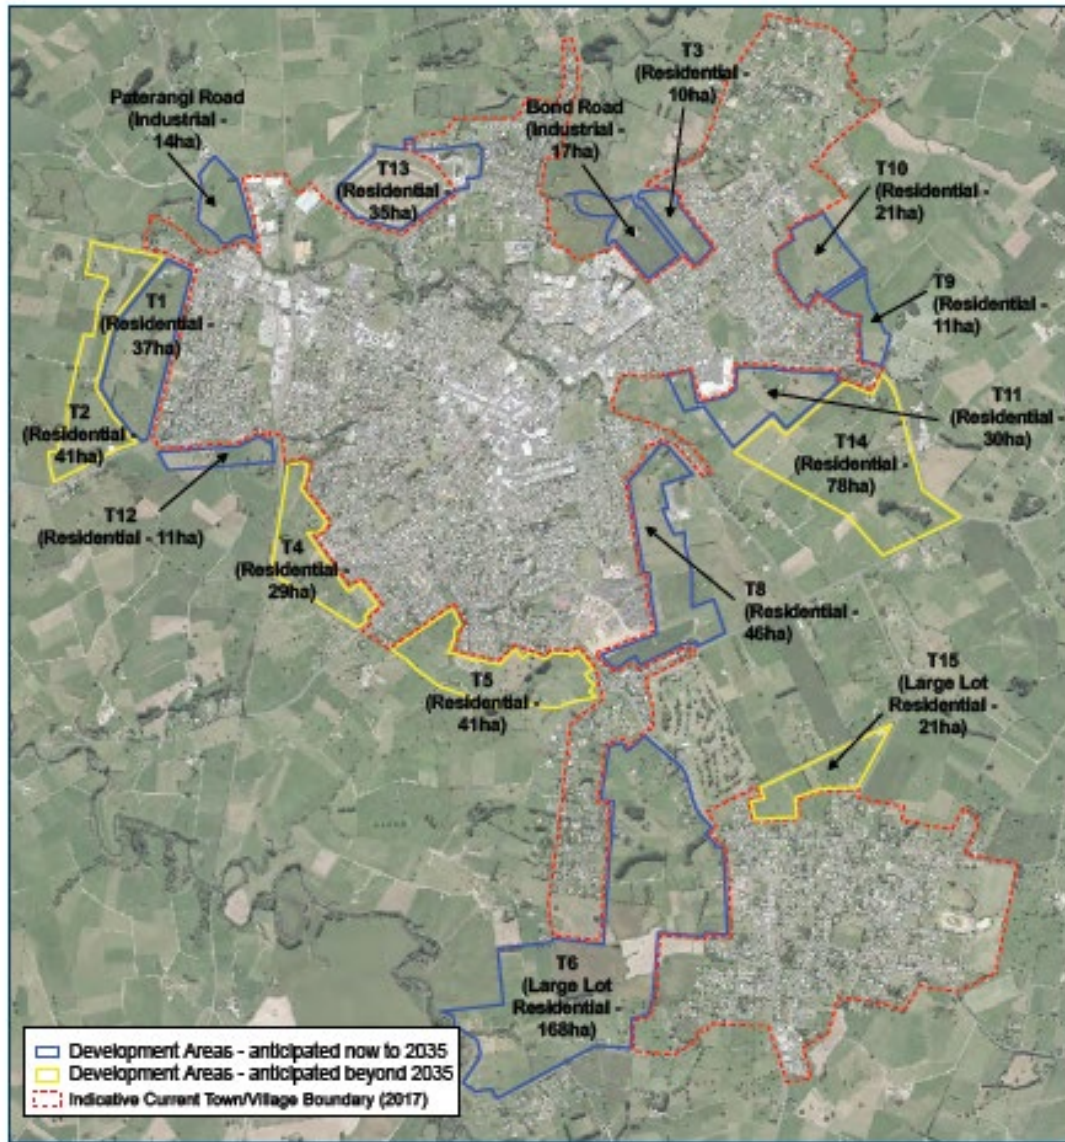 T3
(Residential -
10ha)
Paterangi Road
(Industrial -
14ha)
Bond Road
(Industrial -
17ha)
T13
(Residential -
35ha)
T10
(Residential -
21ha)
T9
(Residential -
11ha)
T1
(Residential -
37ha)
T2
(Residential -
41ha)
T11
(Residential -
30ha)
T14
(Residential -
78ha)
T12
(Residential - 11ha)
T4
(Residential -
29ha)
T8
(Residential -
46ha)
T5
(Residential -
41ha)
T15
(Large Lot
Residential -
21ha)
T6
(Large Lot
Residential -
168ha)
Development Areas - anticipated now to 2035
Development Areas - anticipated beyond 2035
Indicative Current Town/Village Boundary (2017)